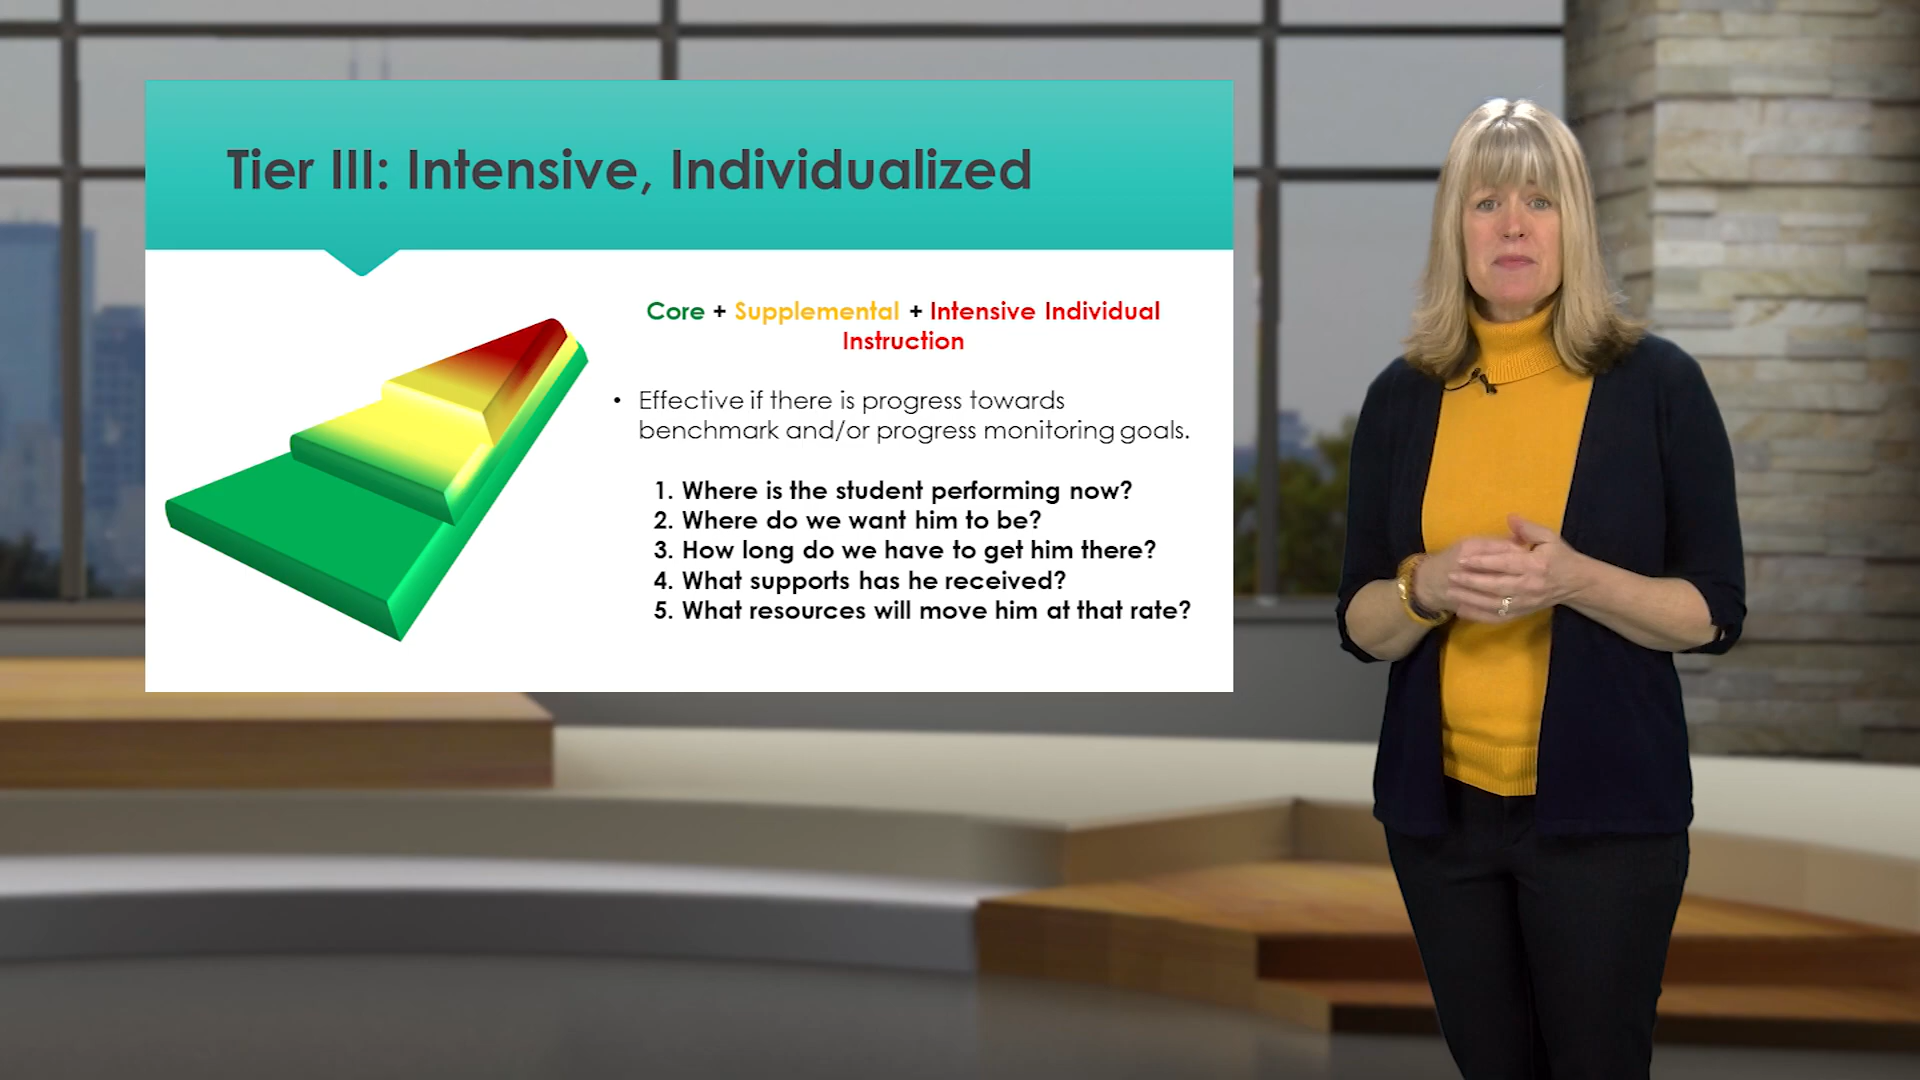 Tier III: Intensive, Individualized
Core + Supplemental + Intensive Individual
Instruction
• Effective if there is progress towards
benchmark and/or progress monitoring goals.
1. Where is the student performing now?
2. Where do we want him to be?
3. How long do we have to get him there?
4. What supports has he received?
5. What resources will move him at that rate?